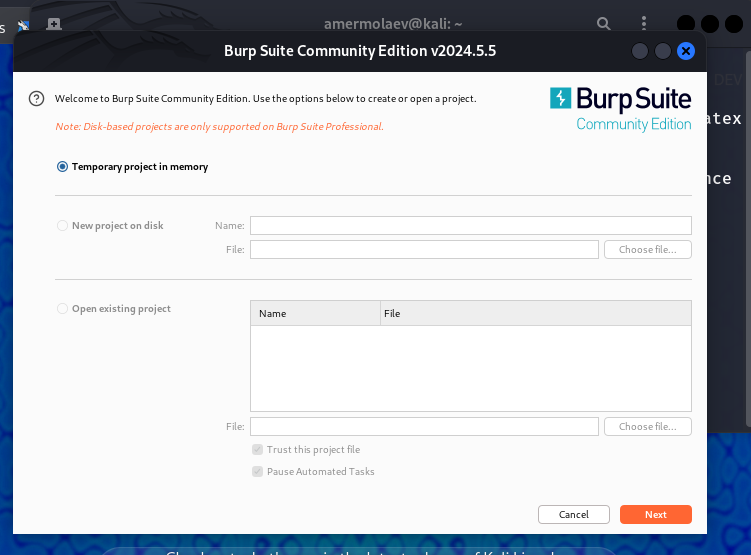 amermolaev@kali: ~
Burp Suite Community Edition v2024.5.5
Welcome to Burp Suite Community Edition. Use the options below to create or open a project.
Burp Suite
Community Edition
Note: Disk-based projects are only supported on Burp Suite Professional.
DEV
Temporary project in memory
New project on disk
Name:
File:
Choose file...
Open existing project
Name
File
File:
Choose file...
Trust this project file
Pause Automated Tasks
Cancel
Next